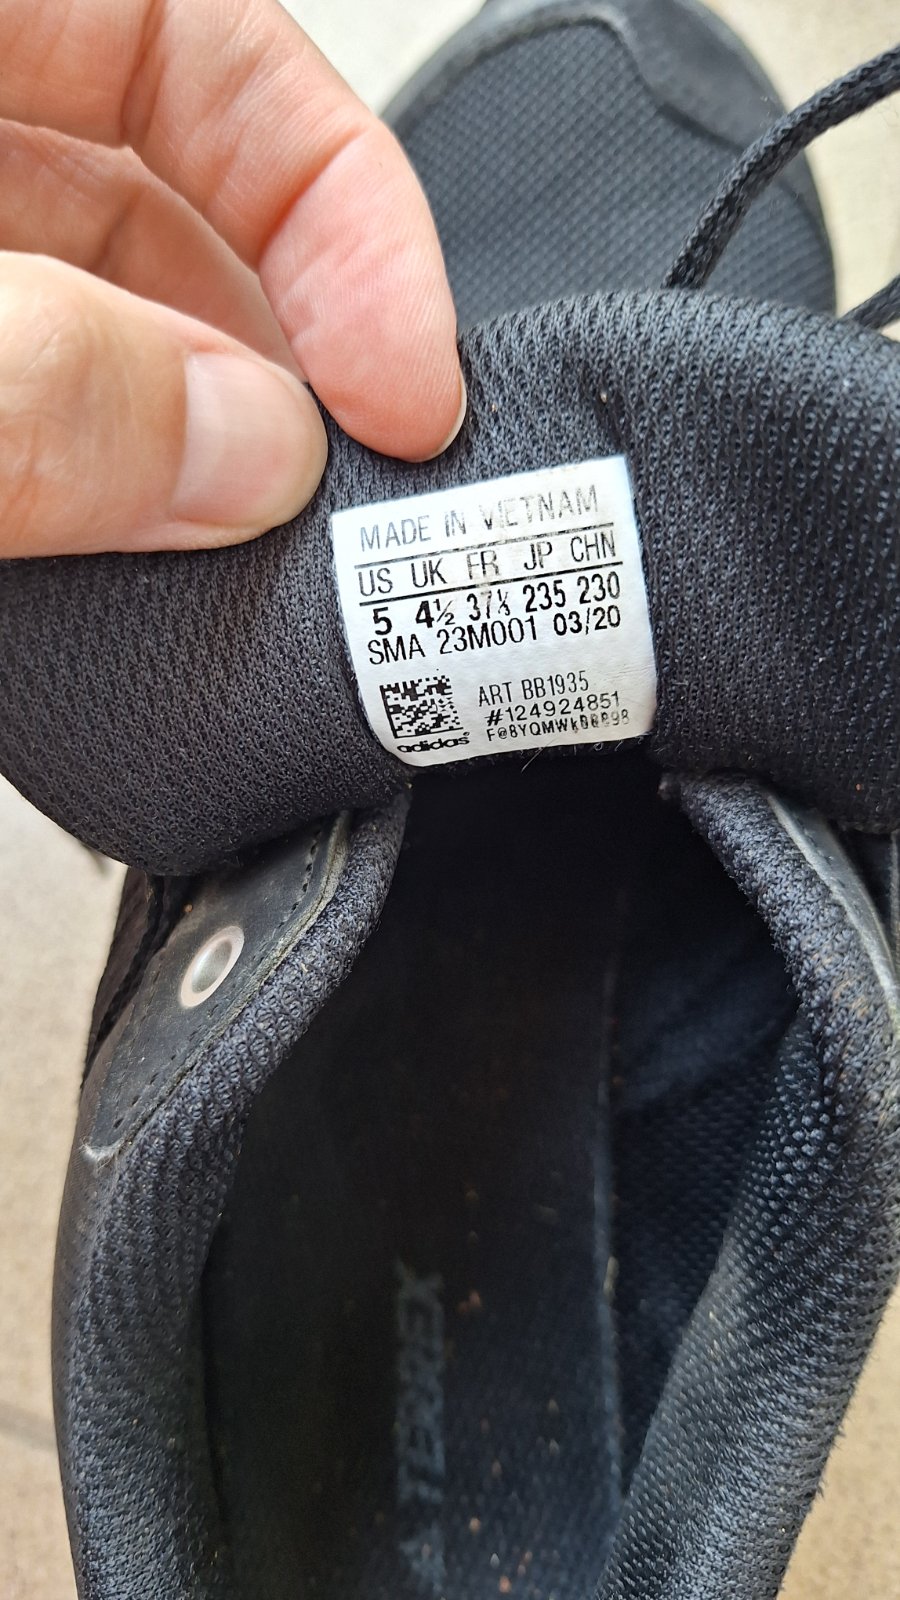 MADE IN VIETNAM
US UK FR JP CHN
5 4½ 37⅓ 235 230
SMA 23M001 03/20
ART BB1935
#124924851
adidas
TERREX